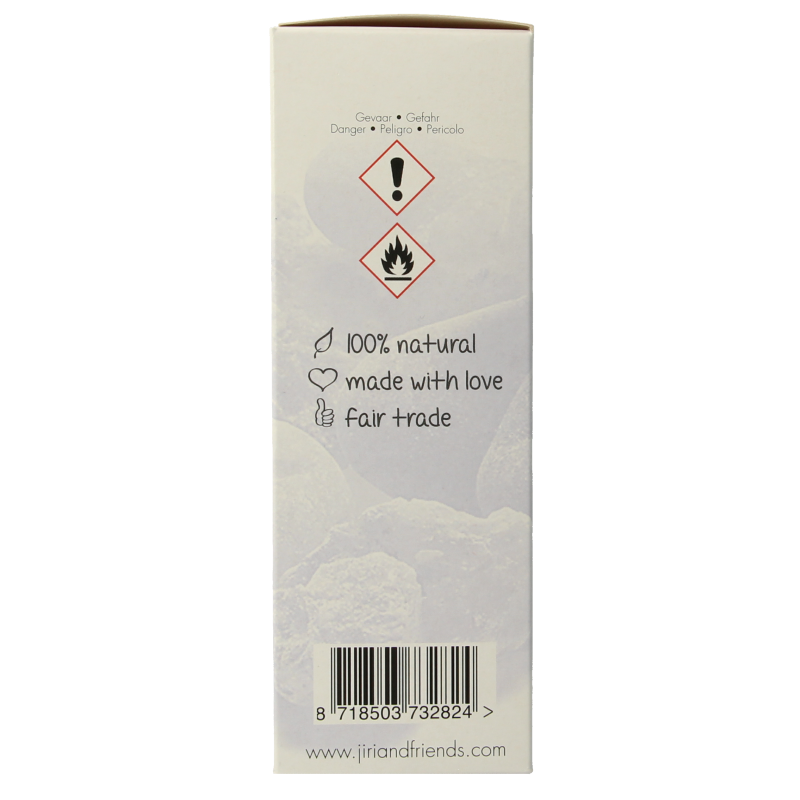 Gevaar • Gefahr
Danger • Peligro • Pericolo
100% natural
made with love
fair trade
8 718503 732824 >
www.jiriandfriends.com